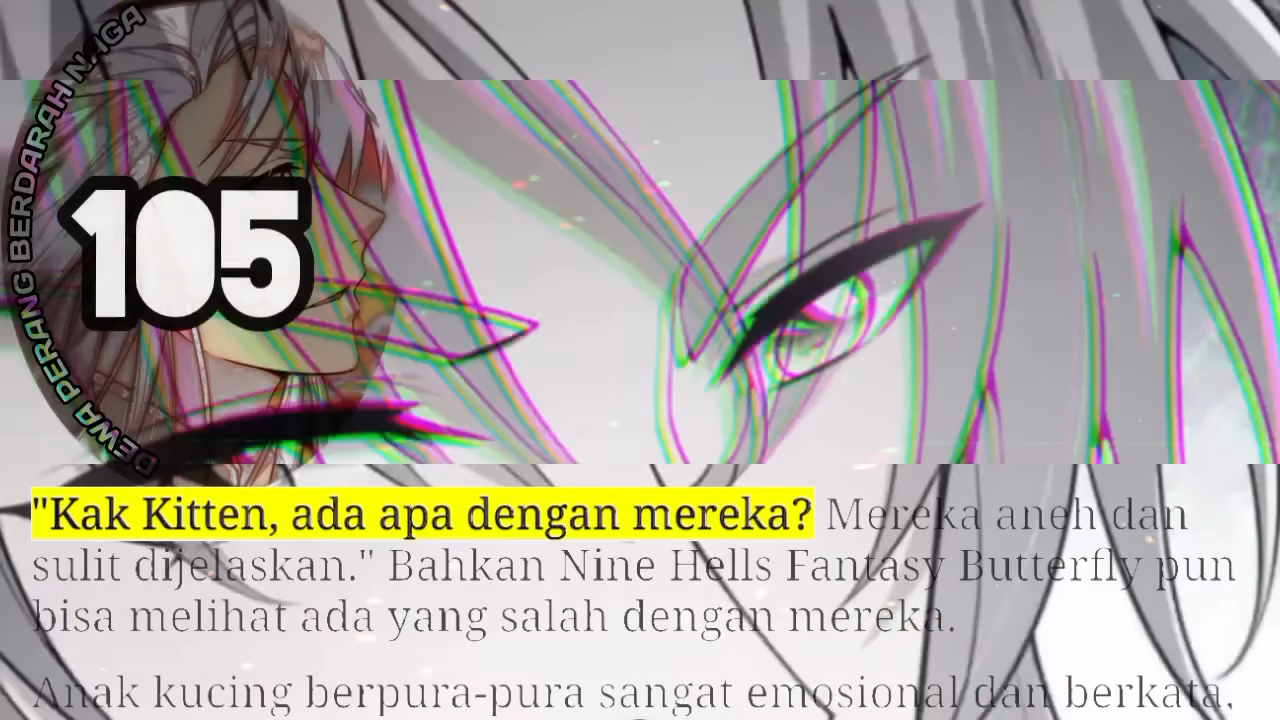 DEWA PERANG BERDARAH NAGA
105
"Kak Kitten, ada apa dengan mereka? Mereka aneh dan
sulit dijelaskan." Bahkan Nine Hells Fantasy Butterfly pun
bisa melihat ada yang salah dengan mereka.
Anak kucing berpura-pura sangat emosional dan berkata,